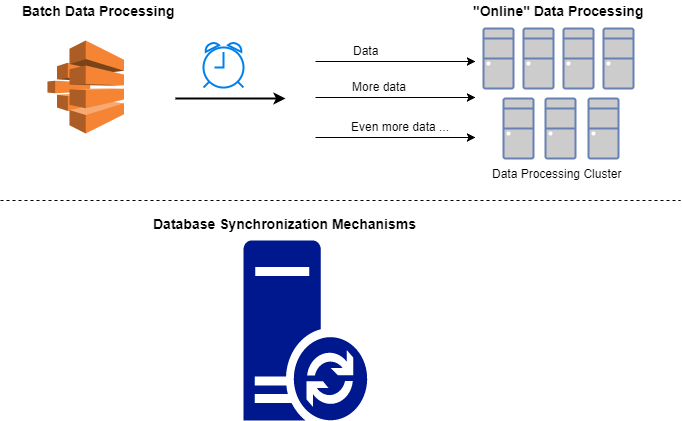 Batch Data Processing
"Online" Data Processing
Data
More data
Even more data ...
Data Processing Cluster
Database Synchronization Mechanisms